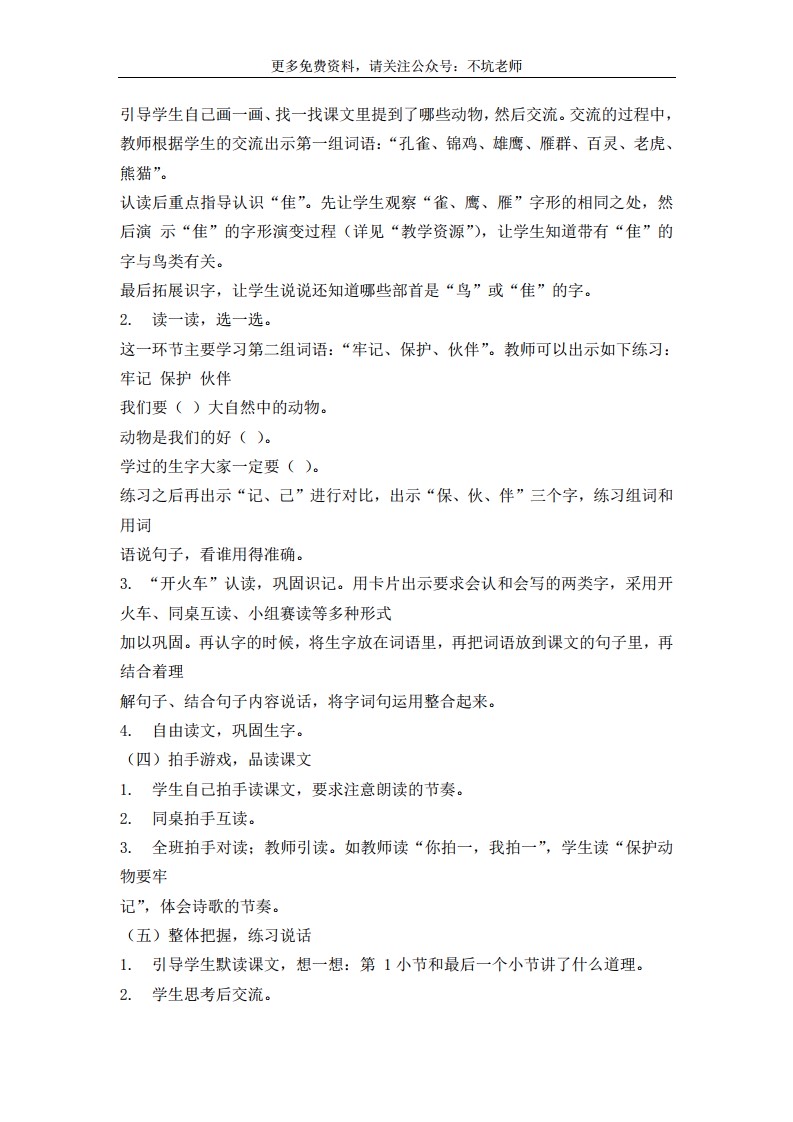 更多免费资料，请关注公众号：不坑老师
引导学生自己画一画、找一找课文里提到了哪些动物，然后交流。交流的过程中，
教师根据学生的交流出示第一组词语：“孔雀、锦鸡、雄鹰、雁群、百灵、老虎、
熊猫”。
认读后重点指导认识“隹”。先让学生观察“雀、鹰、雁”字形的相同之处，然
后演 示“隹”的字形演变过程（详见“教学资源”），让学生知道带有“隹”的
字与鸟类有关。
最后拓展识字，让学生说说还知道哪些部首是“鸟”或“隹”的字。
2. 读一读，选一选。
这一环节主要学习第二组词语：“牢记、保护、伙伴”。教师可以出示如下练习：
牢记 保护 伙伴
我们要（ ）大自然中的动物。
动物是我们的好（ ）。
学过的生字大家一定要（ ）。
练习之后再出示“记、己”进行对比，出示“保、伙、伴”三个字，练习组词和
用词
语说句子，看谁用得准确。
3. “开火车”认读，巩固识记。用卡片出示要求会认和会写的两类字，采用开
火车、同桌互读、小组赛读等多种形式
加以巩固。再认字的时候，将生字放在词语里，再把词语放到课文的句子里，再
结合着理
解句子、结合句子内容说话，将字词句运用整合起来。
4. 自由读文，巩固生字。
（四）拍手游戏，品读课文
1. 学生自己拍手读课文，要求注意朗读的节奏。
2. 同桌拍手互读。
3. 全班拍手对读；教师引读。如教师读“你拍一，我拍一”，学生读“保护动
物要牢
记”，体会诗歌的节奏。
（五）整体把握，练习说话
1. 引导学生默读课文，想一想：第 1 小节和最后一个小节讲了什么道理。
2. 学生思考后交流。